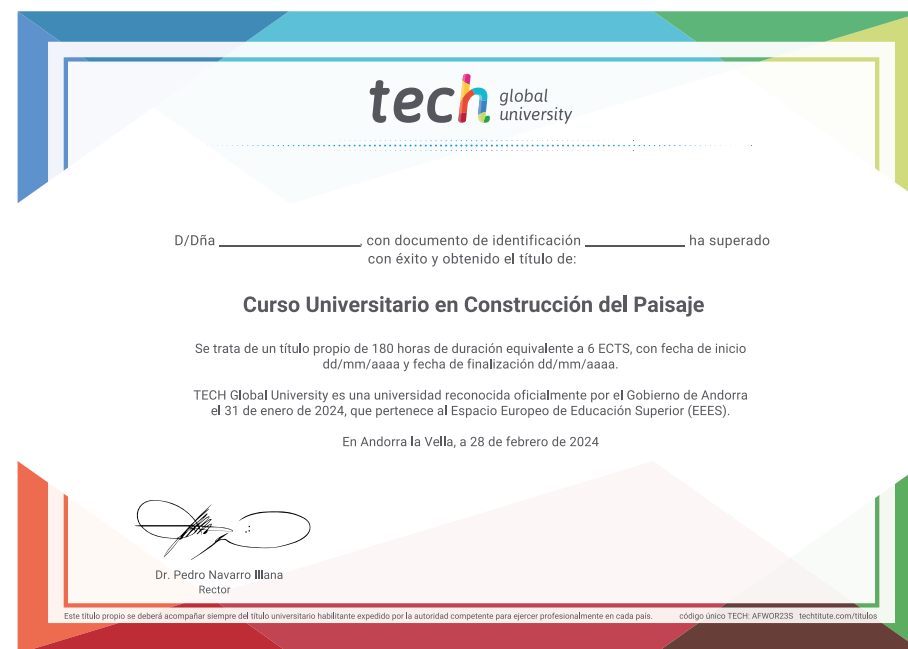 tech global university
D/Dña ____________________, con documento de identificación ______________ ha superado
con éxito y obtenido el título de:
Curso Universitario en Construcción del Paisaje
Se trata de un título propio de 180 horas de duración equivalente a 6 ECTS, con fecha de inicio
dd/mm/aaaa y fecha de finalización dd/mm/aaaa.
TECH Global University es una universidad reconocida oficialmente por el Gobierno de Andorra
el 31 de enero de 2024, que pertenece al Espacio Europeo de Educación Superior (EEES).
En Andorra la Vella, a 28 de febrero de 2024
Dr. Pedro Navarro Illana
Rector
Este título propio se deberá acompañar siempre del título universitario habilitante expedido por la autoridad competente para ejercer profesionalmente en cada país. código único TECH: AFWOR23S techtitute.com/titulos